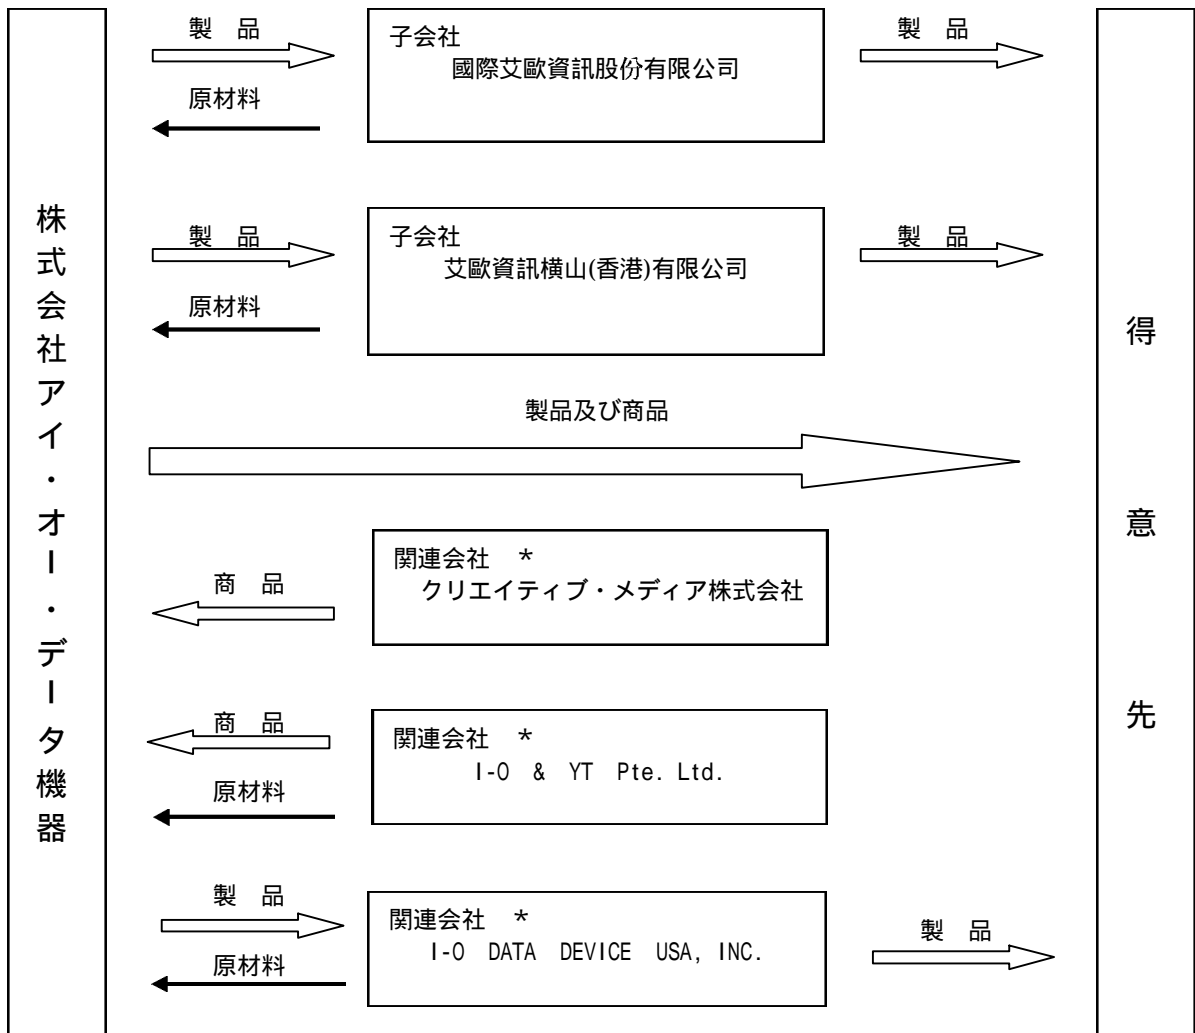 株式会社アイ・オー・データ機器
製 品
原材料
子会社
國際艾歐資訊股份有限公司
製 品
製 品
原材料
子会社
艾歐資訊横山(香港)有限公司
製 品
製品及び商品
商 品
関連会社 *
クリエイティブ・メディア株式会社
商 品
原材料
関連会社 *
I-O & YT Pte. Ltd.
製 品
原材料
関連会社 *
I-O DATA DEVICE USA, INC.
製 品
得意先